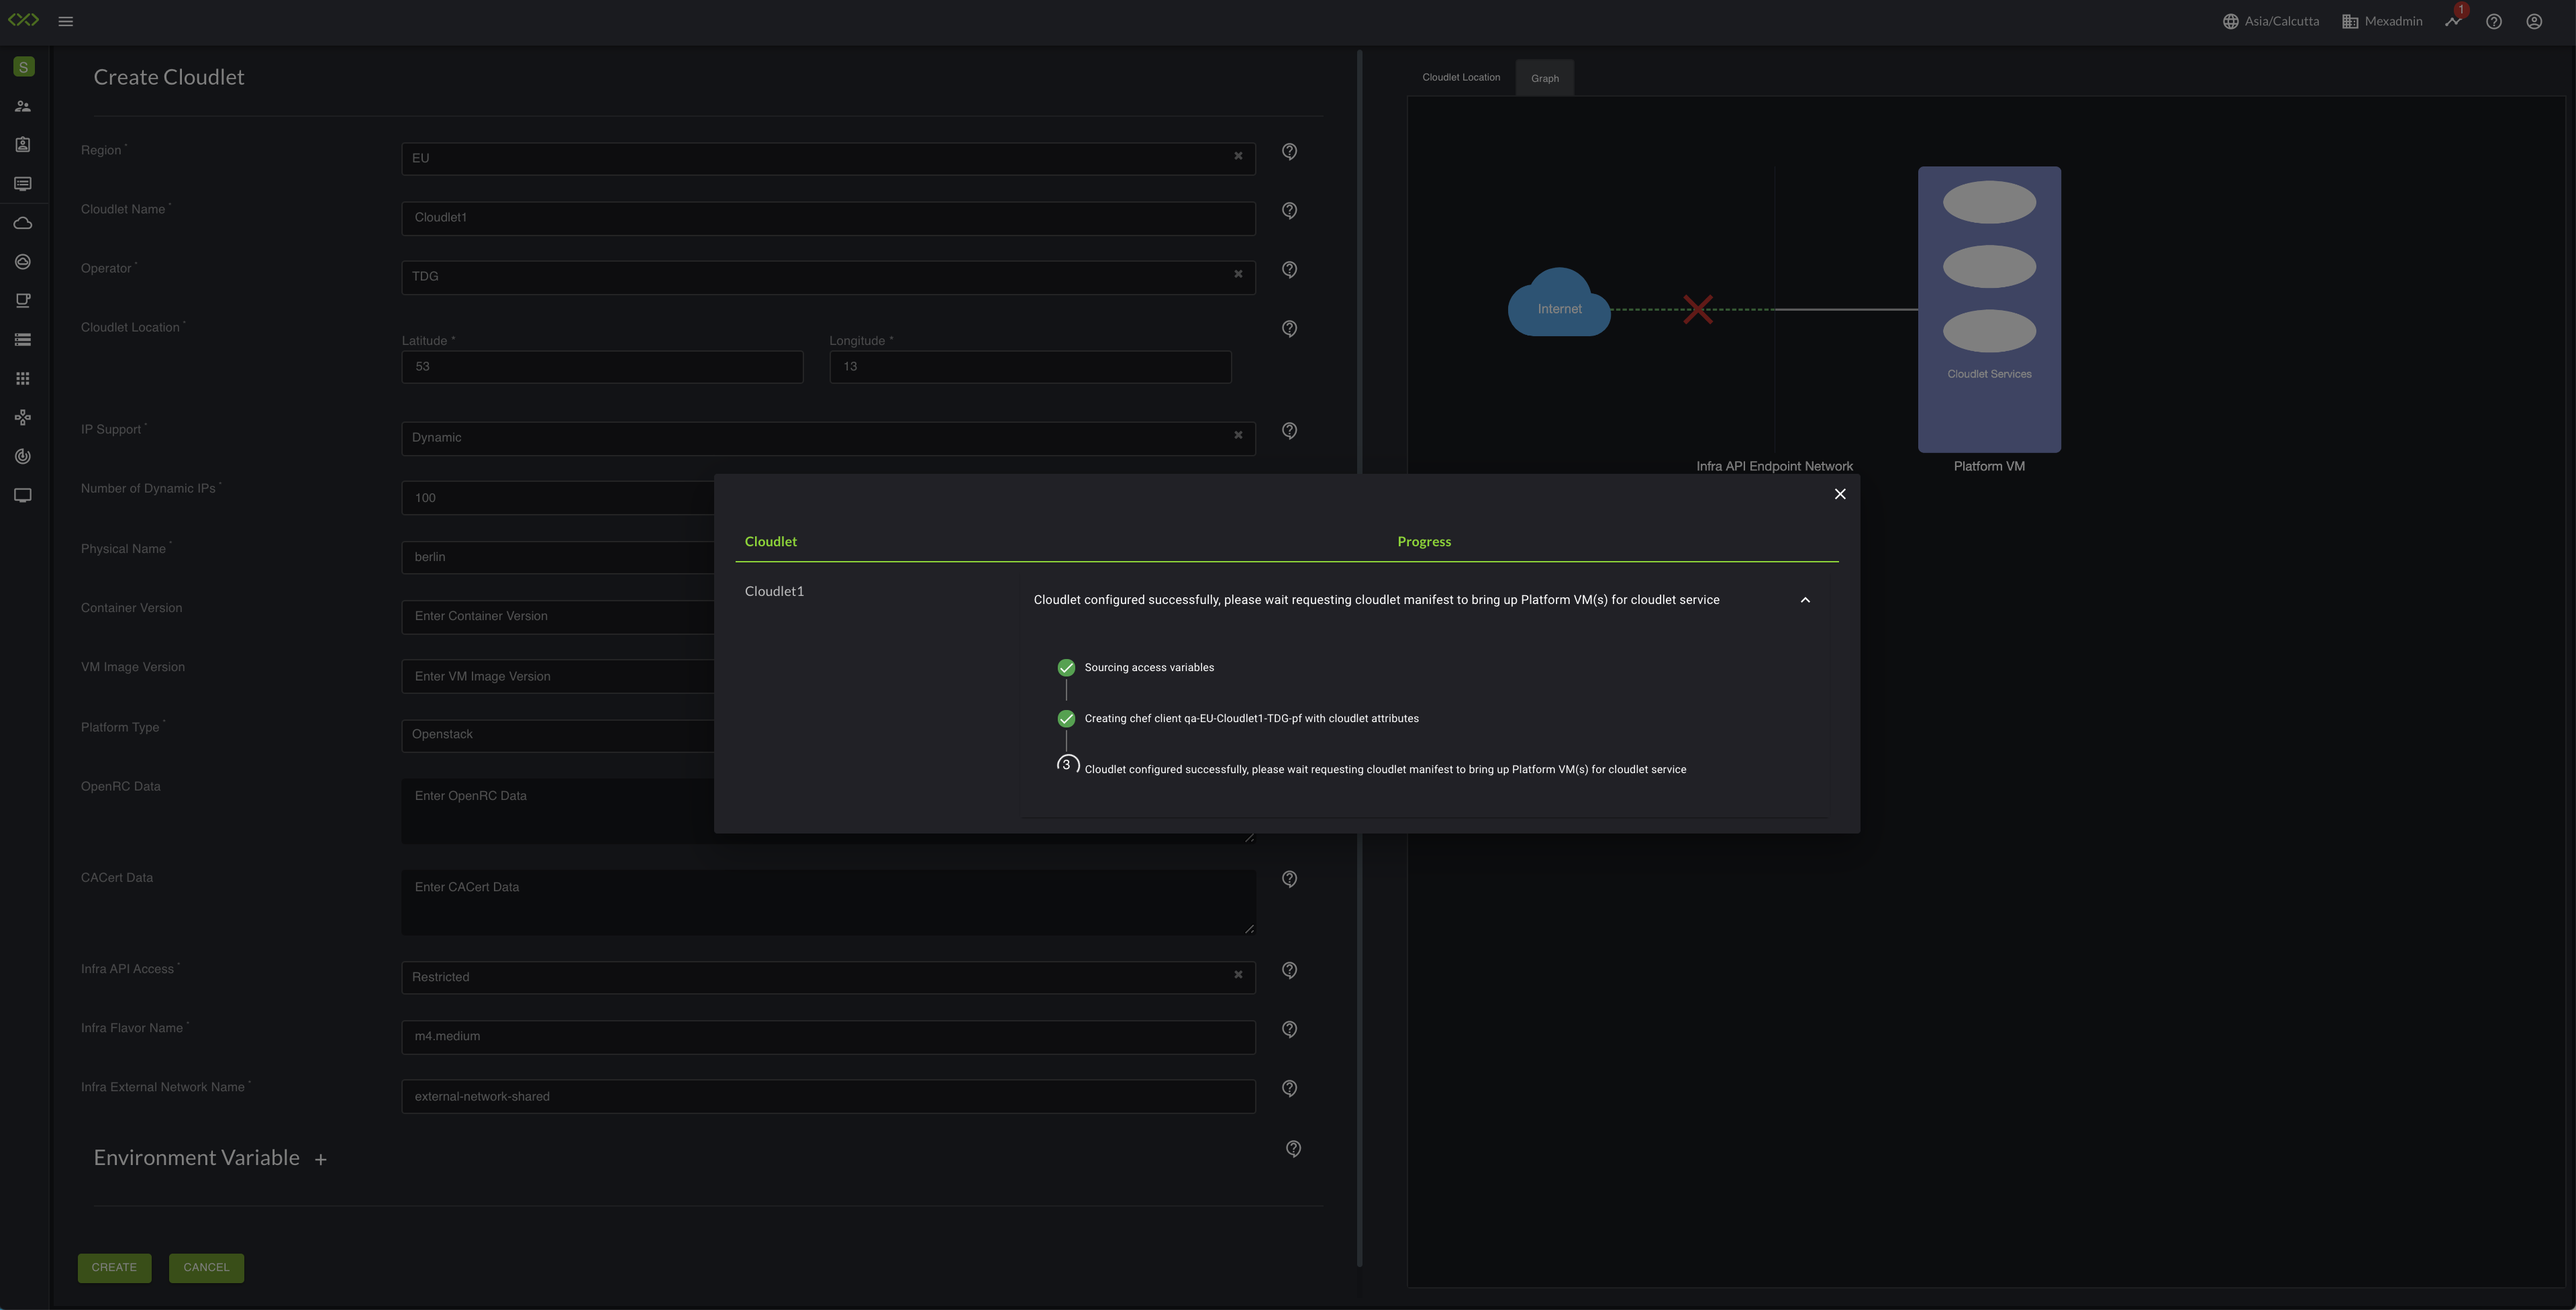 Asia/Calcutta
Mexadmin
1
S
Create Cloudlet
Region *
EU
Cloudlet Name *
Cloudlet1
Operator *
TDG
Cloudlet Location *
Latitude *
Longitude *
53
13
IP Support *
Dynamic
Number of Dynamic IPs *
100
Physical Name *
berlin
Container Version
Enter Container Version
VM Image Version
Enter VM Image Version
Platform Type *
Openstack
OpenRC Data
Enter OpenRC Data
CACert Data
Enter CACert Data
Infra API Access *
Restricted
Infra Flavor Name *
m4.medium
Infra External Network Name *
external-network-shared
Environment Variable +
CREATE
CANCEL
Cloudlet Location
Graph
Internet
Cloudlet Services
Infra API Endpoint Network
Platform VM
Cloudlet
Progress
Cloudlet1
Cloudlet configured successfully, please wait requesting cloudlet manifest to bring up Platform VM(s) for cloudlet service
Sourcing access variables
Creating chef client qa-EU-Cloudlet1-TDG-pf with cloudlet attributes
3 Cloudlet configured successfully, please wait requesting cloudlet manifest to bring up Platform VM(s) for cloudlet service